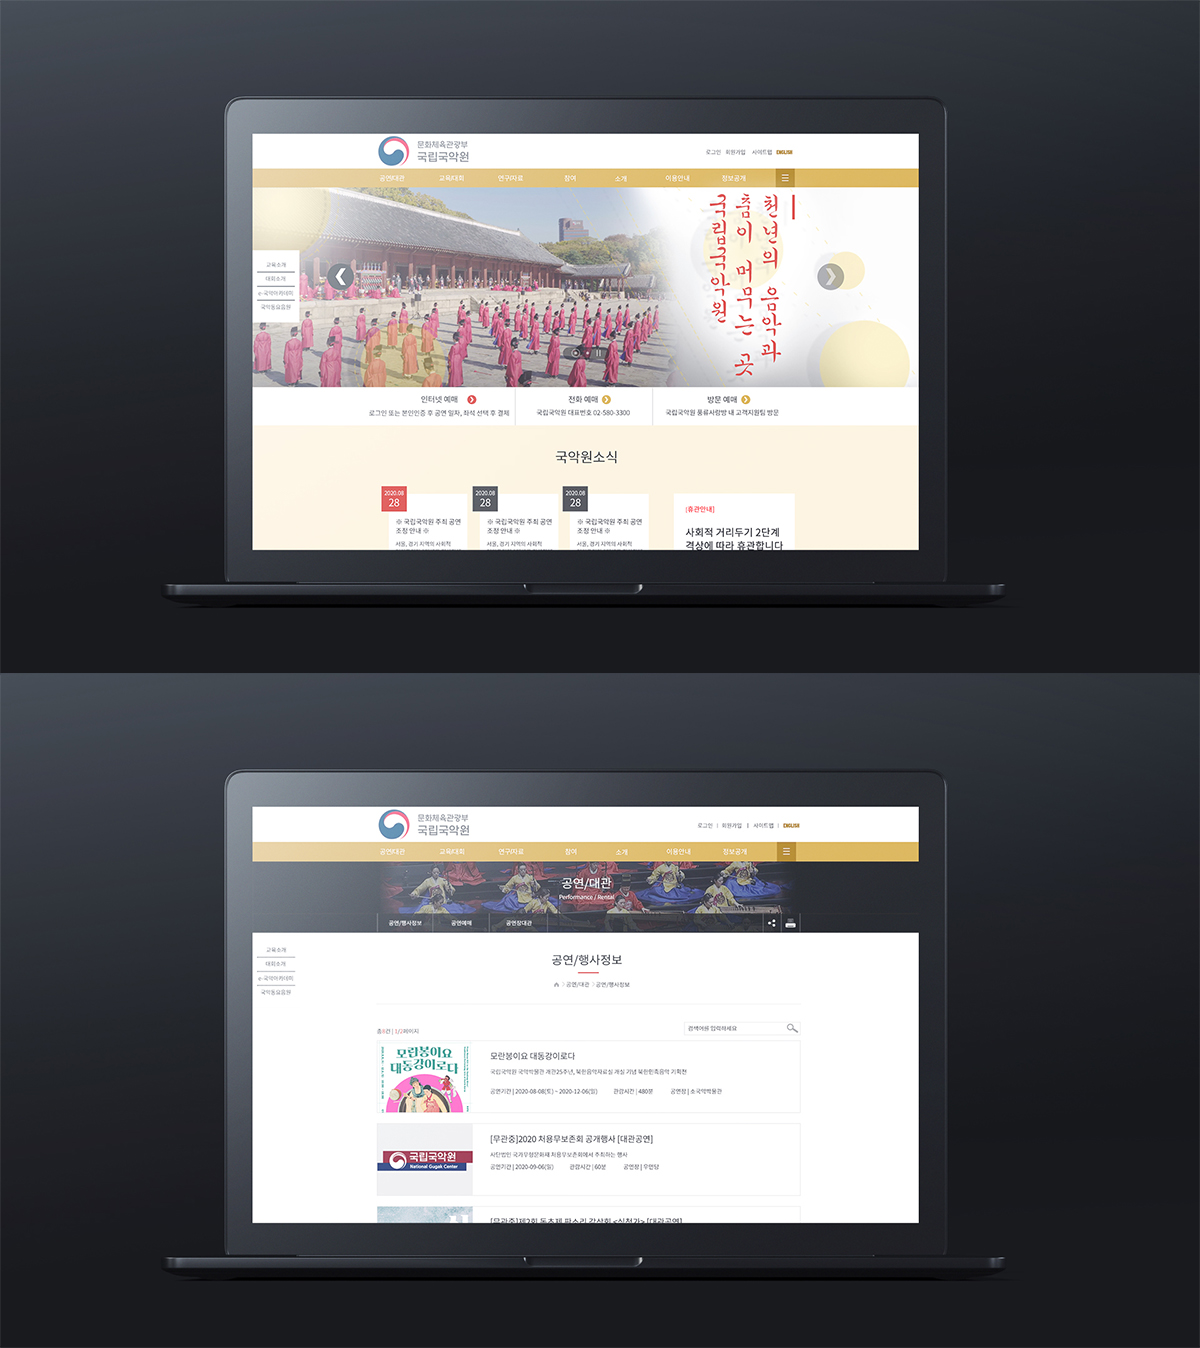 문화체육관광부
국립국악원
로그인 회원가입 사이트맵 ENGLISH
공연/대관 교육/대회 연구/자료 참여 소개 이용안내 정보공개
천년의 음악과
춤이 머무는 곳
국립국악원
교육소개
대회소개
e-국악아카데미
국악동요음원
인터넷 예매
로그인 또는 본인인증 후 공연 일자, 좌석 선택 후 결제
전화 예매
국립국악원 대표번호 02-580-3300
방문 예매
국립국악원 풍류사랑방 내 고객지원팀 방문
국악원소식
2020.08
28
※ 국립국악원 주최 공연
조정 안내 ※
서울, 경기 지역의 사회적
2020.08
28
※ 국립국악원 주최 공연
조정 안내 ※
서울, 경기 지역의 사회적
2020.08
28
※ 국립국악원 주최 공연
조정 안내 ※
서울, 경기 지역의 사회적
[휴관안내]
사회적 거리두기 2단계
격상에 따라 휴관합니다
문화체육관광부
국립국악원
로그인 | 회원가입 | 사이트맵 | ENGLISH
공연/대관 교육/대회 연구/자료 참여 소개 이용안내 정보공개
공연/대관
Performance / Rental
공연/행사정보 공연예매 공연장대관
교육소개
대회소개
e-국악아카데미
국악동요음원
공연/행사정보
공연/대관 > 공연/행사정보
총8건 | 1/2페이지
검색어를 입력하세요
모란봉이요
대동강이로다
모란봉이요 대동강이로다
국립국악원 국악박물관 개관25주년, 북한음악자료실 개실 기념 북한민족음악 기획전
공연기간 | 2020-08-08(토) ~ 2020-12-06(일) 관람시간 | 480분 공연장 | 소국악박물관
국립국악원
National Gugak Center
[무관중]2020 처용무보존회 공개행사 [대관공연]
사단법인 국가무형문화재 처용무보존회에서 주최하는 행사
공연기간 | 2020-09-06(일) 관람시간 | 60분 공연장 | 우면당
[무관중]제2회 동초제 판소리 감상회 <심청가> [대관공연]